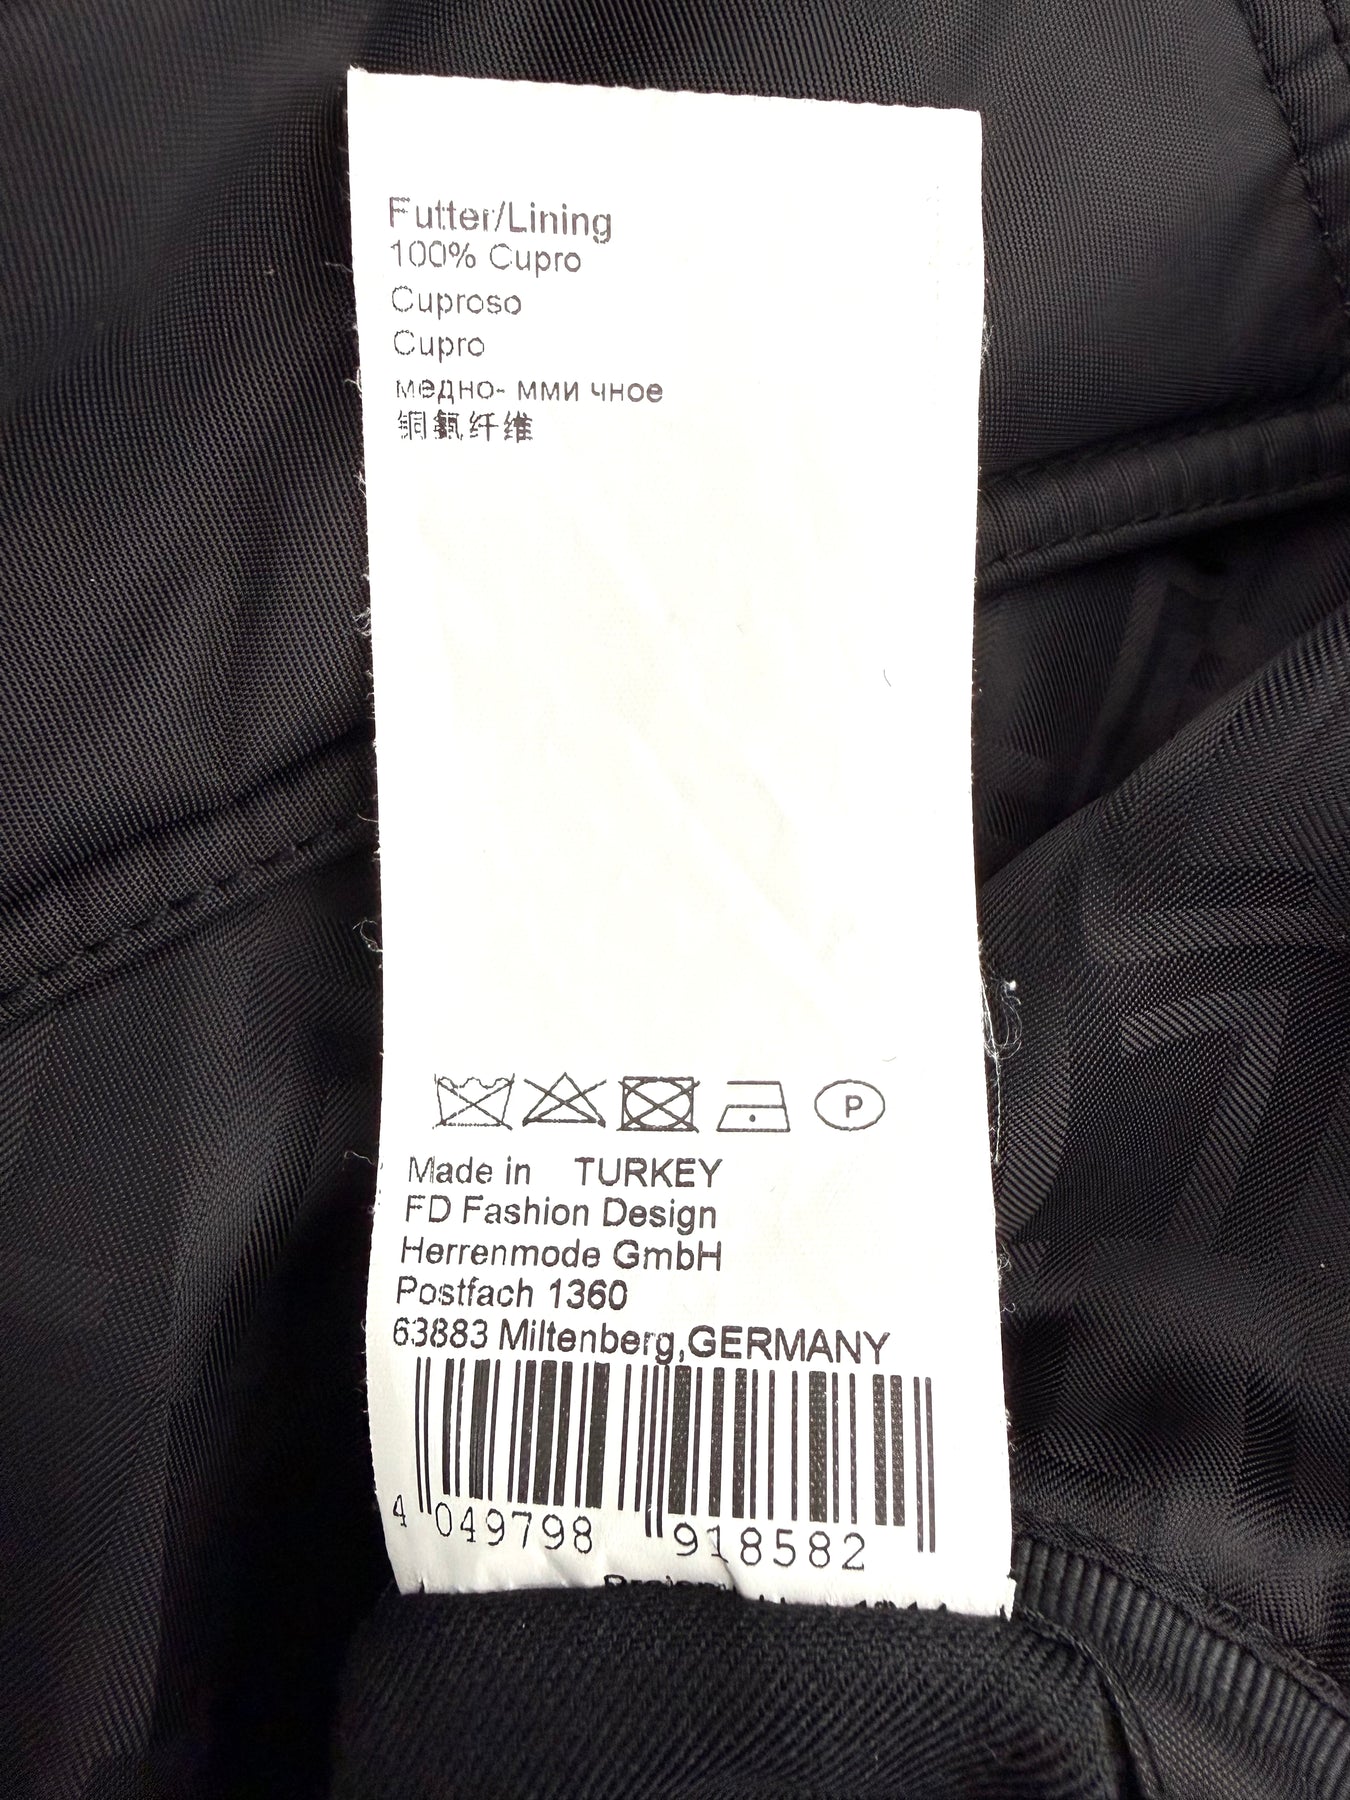 Futter/Lining
100% Cupro
Cuproso
Cupro
медно- мми чное
铜氨纤维
P
Made in TURKEY
FD Fashion Design
Herrenmode GmbH
Postfach 1360
63883 Miltenberg,GERMANY
4 049798 918582